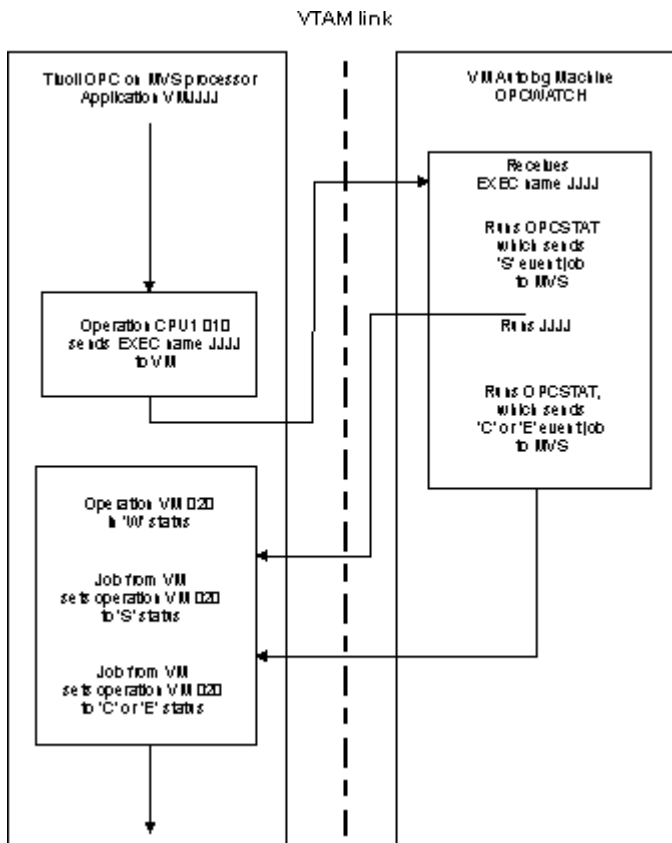 VTAM link
Tivoli OPC on MVS processor
Application VMJJJJ
VM Autolog Machine
OPCWATCH
Receives
EXEC name JJJJ
Runs OPCSTAT
which sends
'S' event job
to MVS
Operation CPU1 010
sends EXEC name JJJJ
to VM
Runs JJJJ
Runs OPCSTAT,
which sends
'C' or 'E' event job
to MVS
Operation VM 020
in 'W' status
Job from VM
sets operation VM 020
to 'S' status
Job from VM
sets operation VM 020
to 'C' or 'E' status